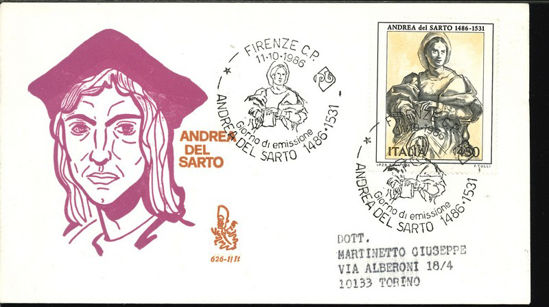 ANDREA
DEL
SARTO
626-It
FIRENZE C.P.
11-10-1986
Giorno di emissione
ANDREA DEL SARTO 1486-1531
ANDREA del SARTO 1486-1531
ITALIA 450
Giorno di emissione
ANDREA DEL SARTO 1486-1531
DOTT.
MARTINETTO GIUSEPPE
VIA ALBERONI 18/4
10133 TORINO